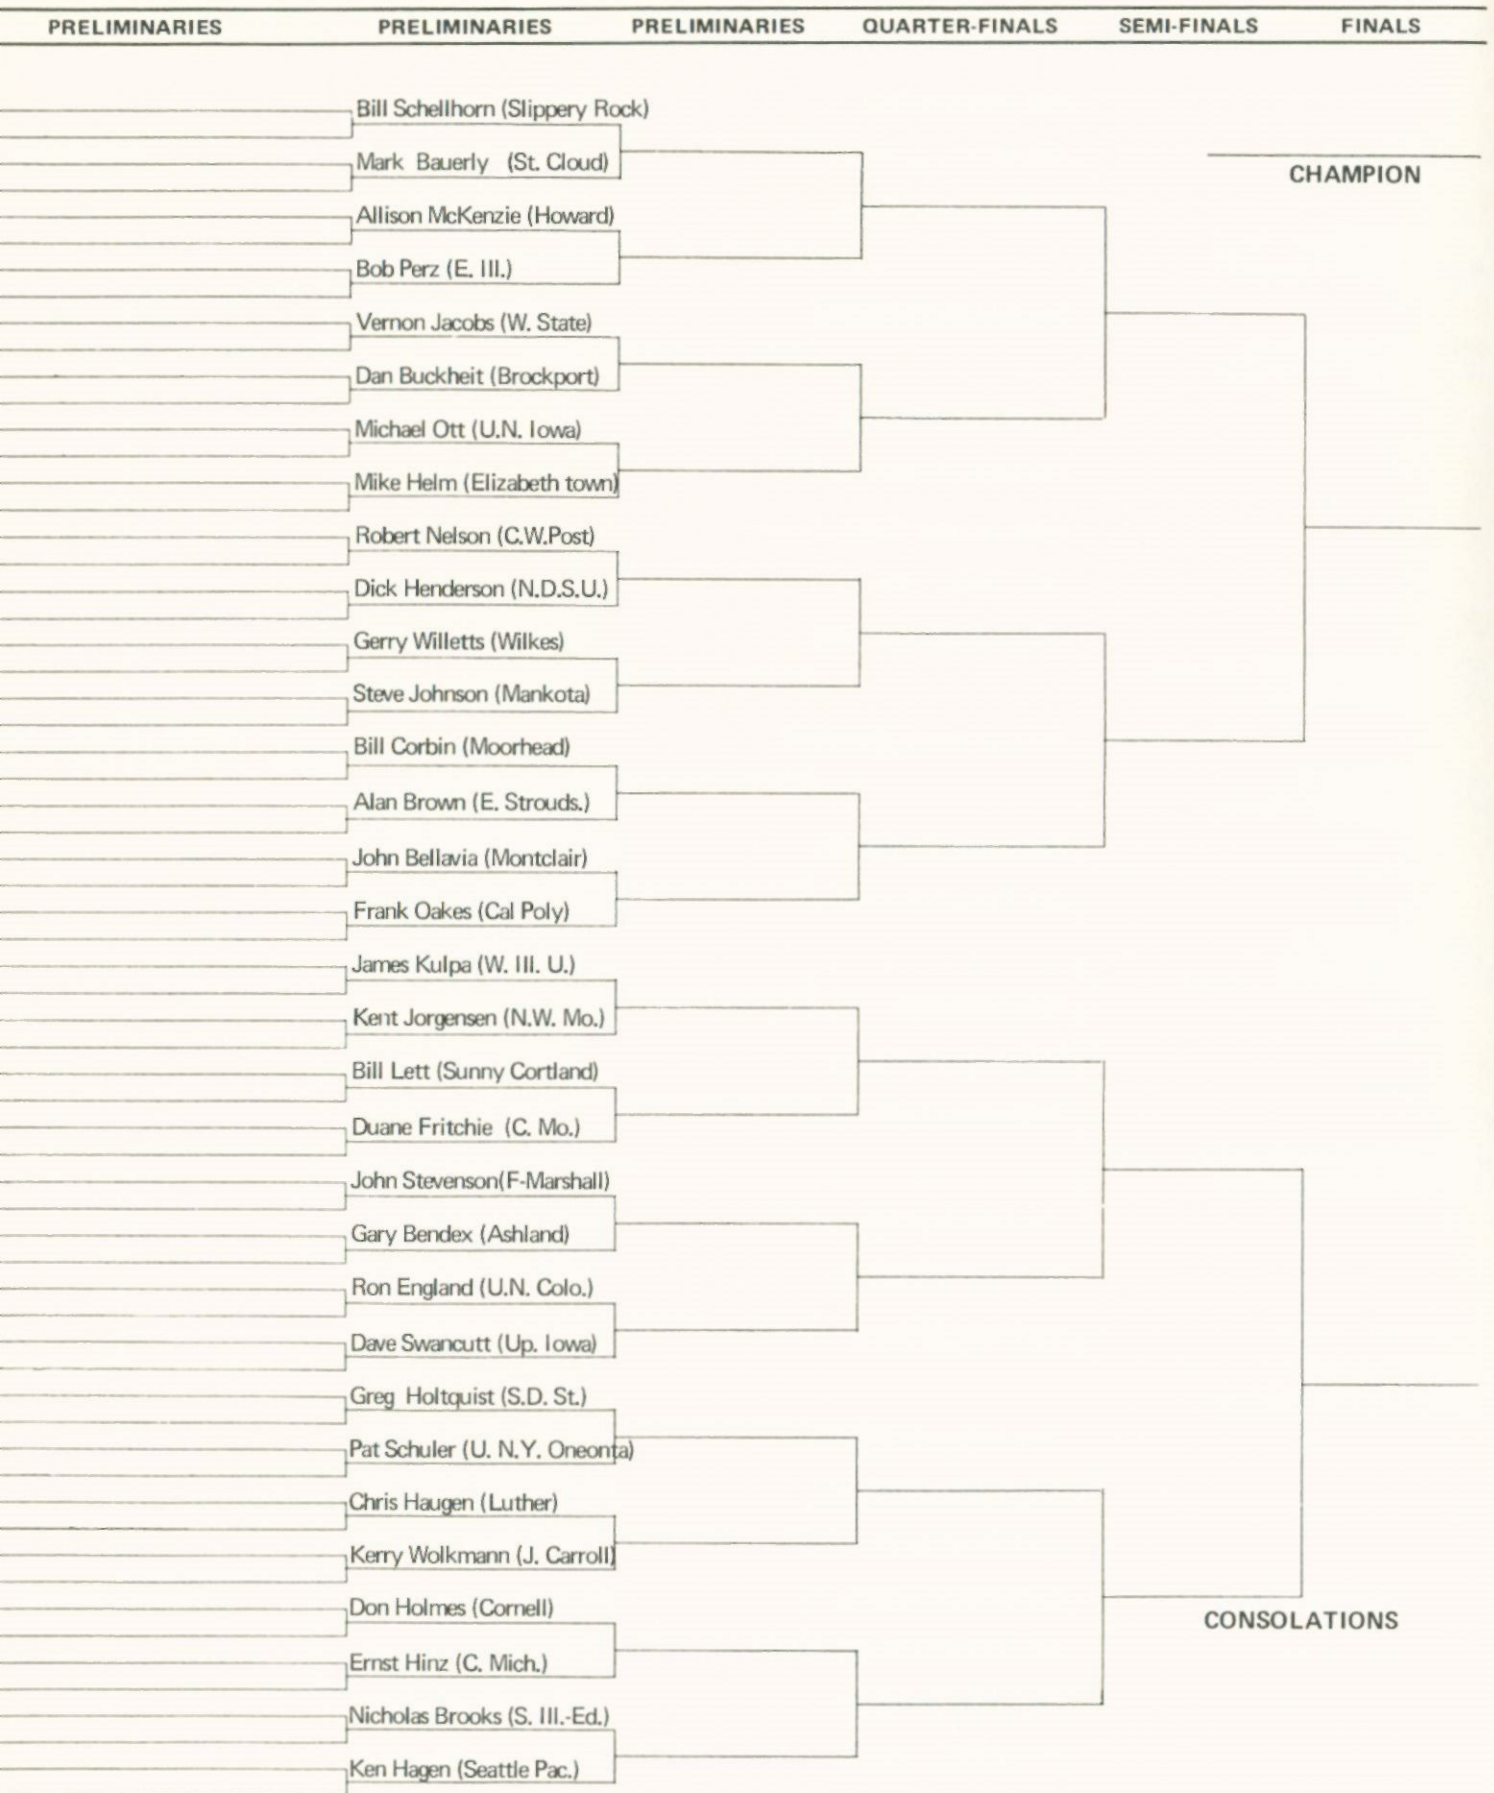 PRELIMINARIES PRELIMINARIES PRELIMINARIES QUARTER-FINALS SEMI-FINALS FINALS
Bill Schellhorn (Slippery Rock)
Mark Bauerly (St. Cloud)
CHAMPION
Allison McKenzie (Howard)
Bob Perz (E. Ill.)
Vernon Jacobs (W. State)
Dan Buckheit (Brockport)
Michael Ott (U.N. Iowa)
Mike Helm (Elizabeth town)
Robert Nelson (C.W.Post)
Dick Henderson (N.D.S.U.)
Gerry Willetts (Wilkes)
Steve Johnson (Mankota)
Bill Corbin (Moorhead)
Alan Brown (E. Strouds.)
John Bellavia (Montclair)
Frank Oakes (Cal Poly)
James Kulpa (W. Ill. U.)
Kent Jorgensen (N.W. Mo.)
Bill Lett (Sunny Cortland)
Duane Fritchie (C. Mo.)
John Stevenson(F-Marshall)
Gary Bendex (Ashland)
Ron England (U.N. Colo.)
Dave Swancutt (Up. Iowa)
Greg Holtquist (S.D. St.)
Pat Schuler (U. N.Y. Oneonta)
Chris Haugen (Luther)
Kerry Wolkmann (J. Carroll)
Don Holmes (Cornell)
CONSOLATIONS
Ernst Hinz (C. Mich.)
Nicholas Brooks (S. Ill.-Ed.)
Ken Hagen (Seattle Pac.)